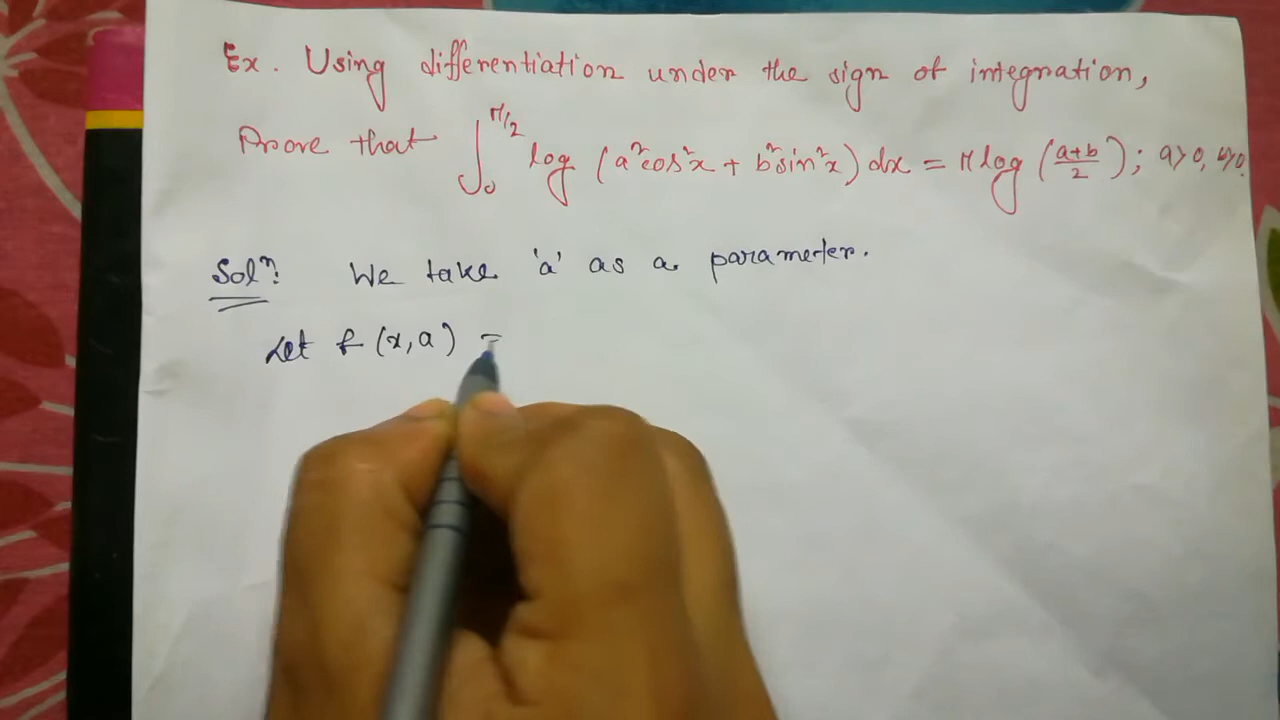 Ex. Using differentiation under the sign of integration,
Prove that ∫₀^π/2 log (a²cos²x + b²sin²x) dx = π log ((a+b)/2); a>0, b>0.
Solⁿ: We take 'a' as a parameter.
Let f(x,a) =